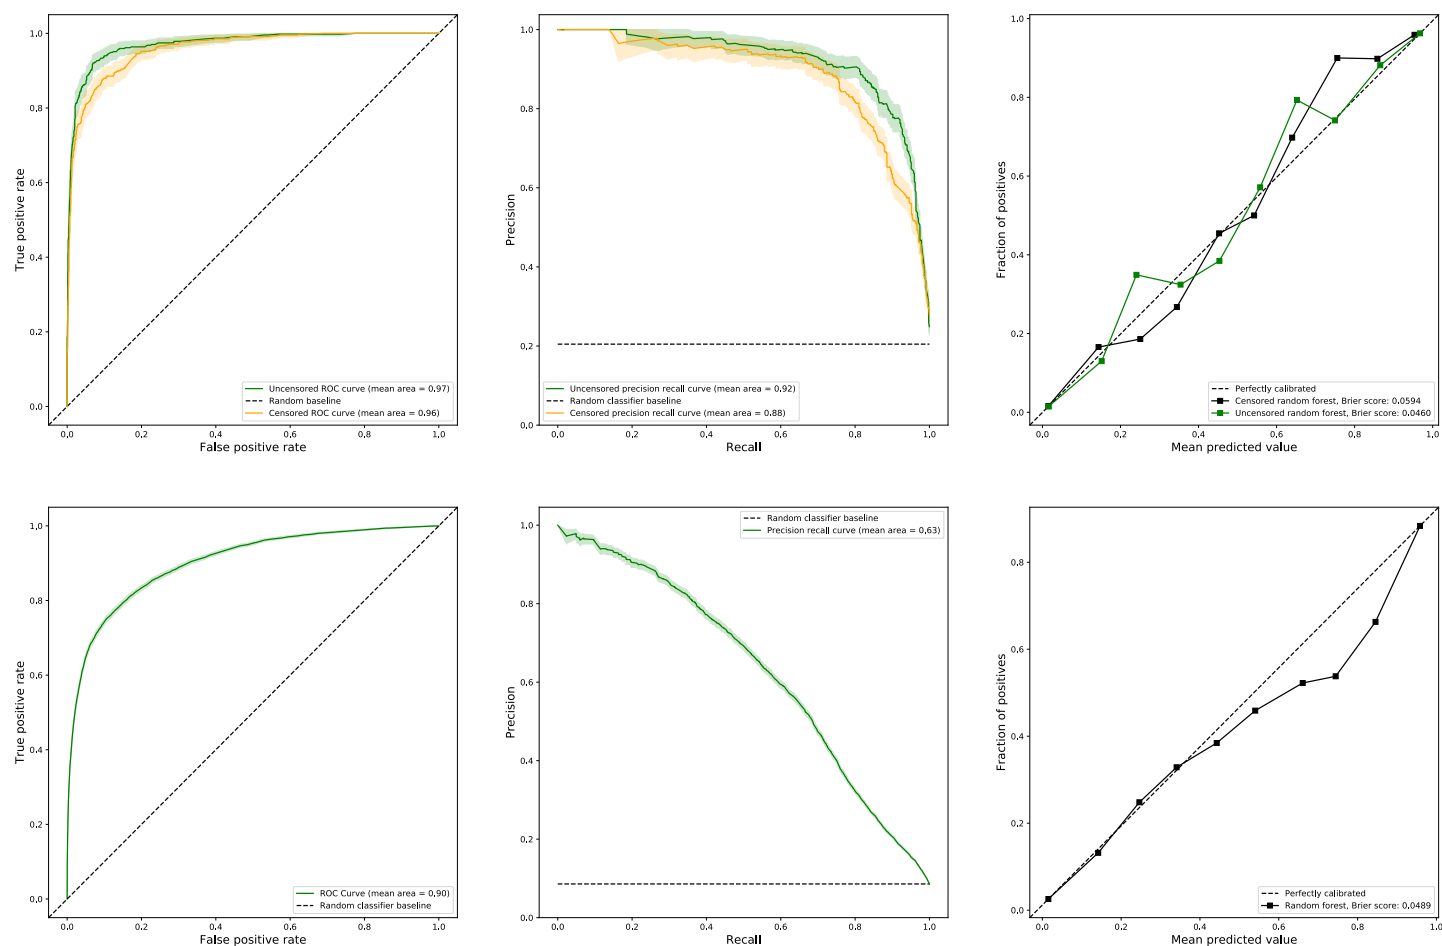 1.0
0.8
0.6
0.4
0.2
0.0
True positive rate
0.0 0.2 0.4 0.6 0.8 1.0
False positive rate
Uncensored ROC curve (mean area = 0.97)
Random baseline
Censored ROC curve (mean area = 0.96)
1.0
0.8
0.6
0.4
0.2
0.0
Precision
0.0 0.2 0.4 0.6 0.8 1.0
Recall
Uncensored precision recall curve (mean area = 0.92)
Random classifier baseline
Censored precision recall curve (mean area = 0.88)
1.0
0.8
0.6
0.4
0.2
0.0
Fraction of positives
0.0 0.2 0.4 0.6 0.8 1.0
Mean predicted value
Perfectly calibrated
Censored random forest, Brier score: 0.0594
Uncensored random forest, Brier score: 0.0460
1.0
0.8
0.6
0.4
0.2
0.0
True positive rate
0.0 0.2 0.4 0.6 0.8 1.0
False positive rate
ROC Curve (mean area = 0.90)
Random classifier baseline
1.0
0.8
0.6
0.4
0.2
0.0
Precision
0.0 0.2 0.4 0.6 0.8 1.0
Recall
Random classifier baseline
Precision recall curve (mean area = 0.63)
0.8
0.6
0.4
0.2
0.0
Fraction of positives
0.0 0.2 0.4 0.6 0.8 1.0
Mean predicted value
Perfectly calibrated
Random forest, Brier score: 0.0489